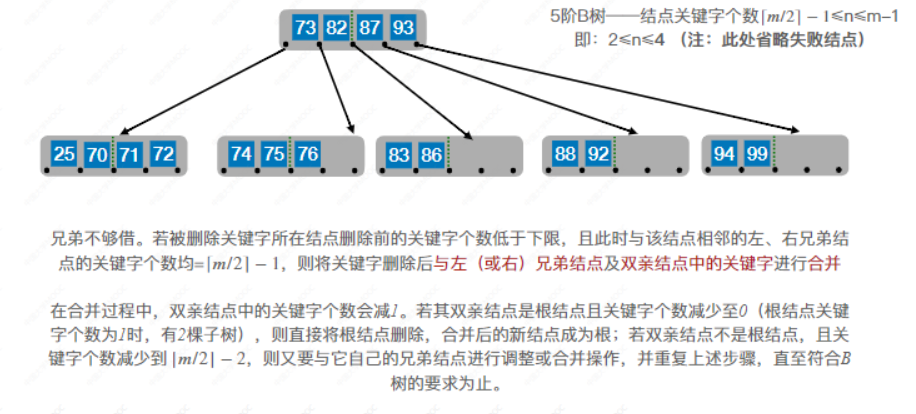 5阶B树——结点关键字个数⌈m/2⌉ − 1≤n≤m−1
即：2≤n≤4 （注：此处省略失败结点）
73 82 87 93
25 70 71 72 74 75 76 83 86 88 92 94 99
兄弟不够借。若被删除关键字所在结点删除前的关键字个数低于下限，且此时与该结点相邻的左、右兄弟结
点的关键字个数均=⌈m/2⌉ − 1，则将关键字删除后与左（或右）兄弟结点及双亲结点中的关键字进行合并
在合并过程中，双亲结点中的关键字个数会减1。若其双亲结点是根结点且关键字个数减少至0（根结点关键
字个数为1时，有2棵子树），则直接将根结点删除，合并后的新结点成为根；若双亲结点不是根结点，且关
键字个数减少到 ⌈m/2⌉ − 2，则又要与它自己的兄弟结点进行调整或合并操作，并重复上述步骤，直至符合B
树的要求为止。